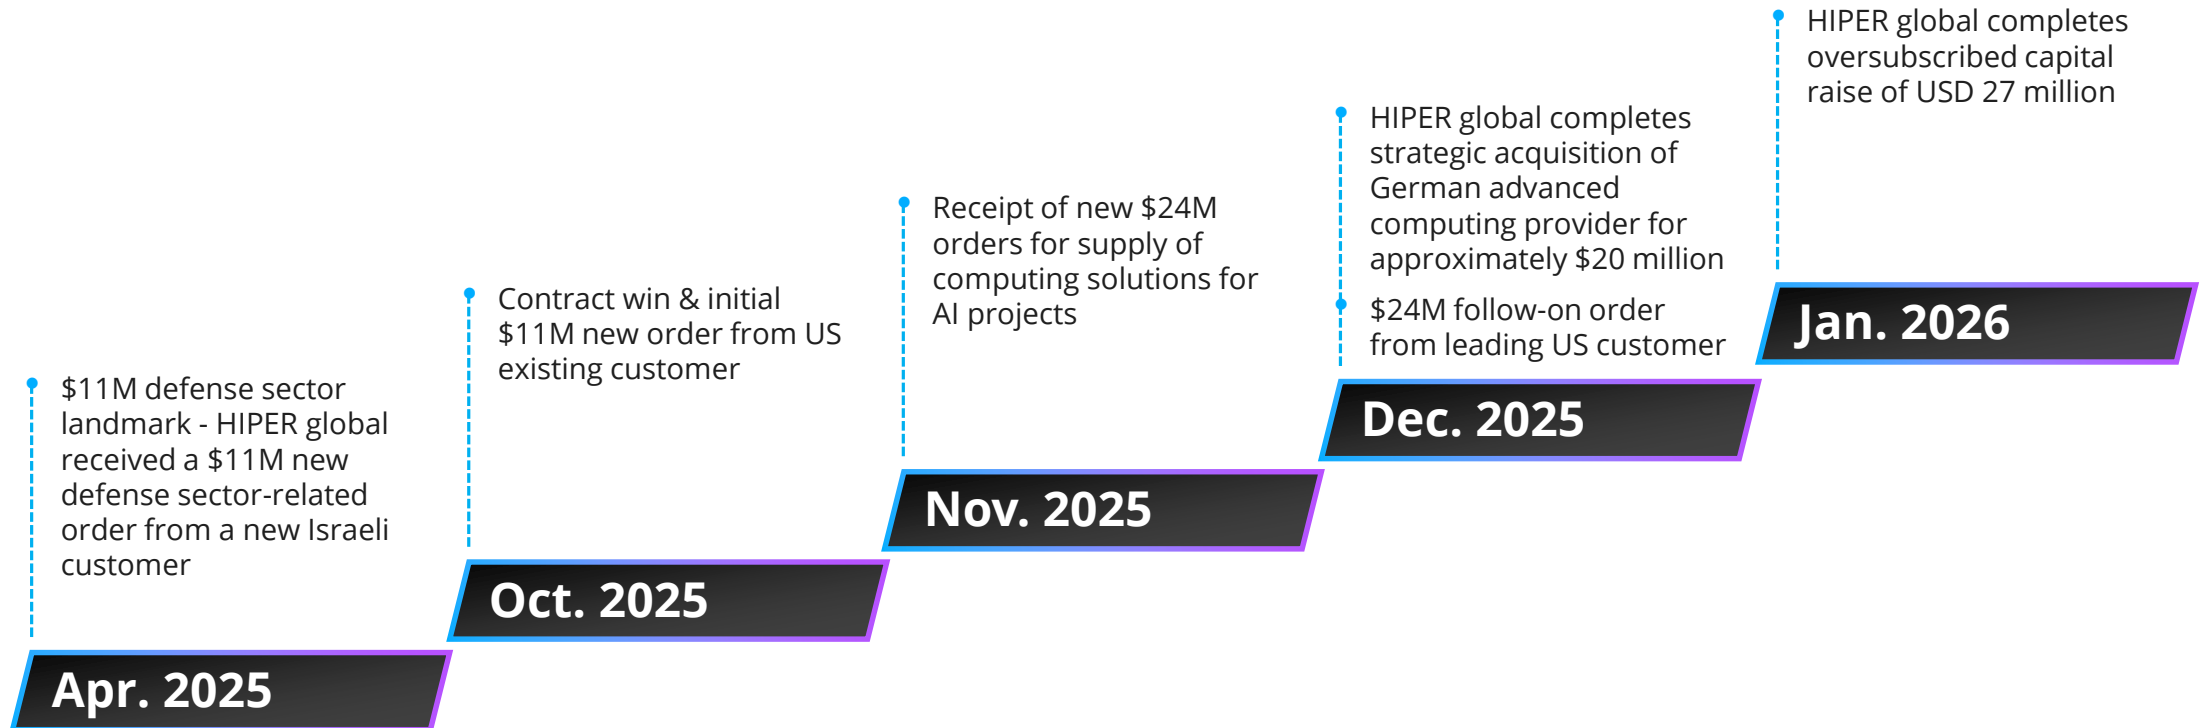 $11M defense sector
landmark - HIPER global
received a $11M new
defense sector-related
order from a new Israeli
customer
Apr. 2025
Contract win & initial
$11M new order from US
existing customer
Oct. 2025
Receipt of new $24M
orders for supply of
computing solutions for
AI projects
Nov. 2025
HIPER global completes
strategic acquisition of
German advanced
computing provider for
approximately $20 million
$24M follow-on order
from leading US customer
Dec. 2025
HIPER global completes
oversubscribed capital
raise of USD 27 million
Jan. 2026